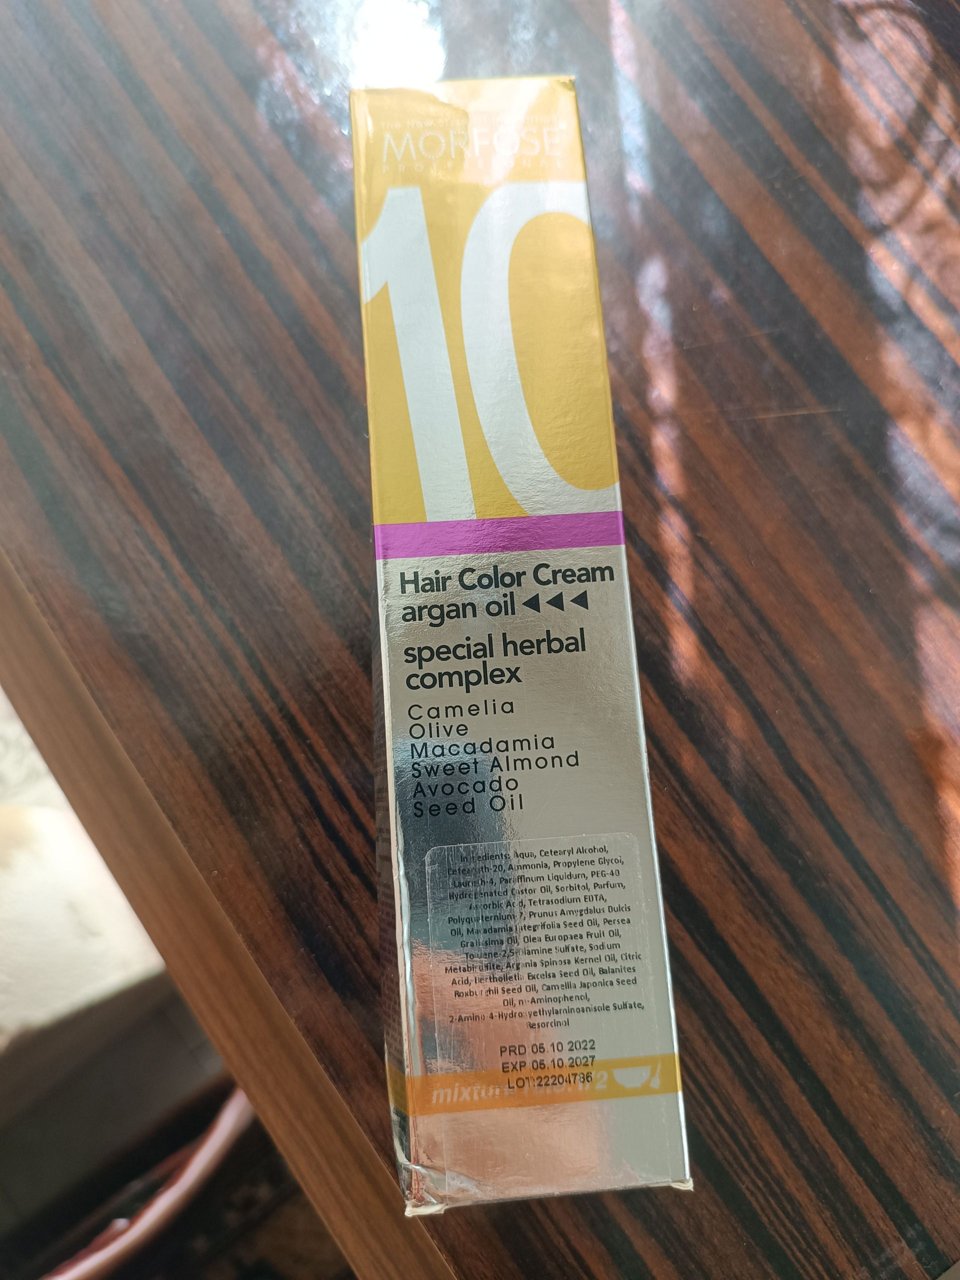 MORFOSE
10
Hair Color Cream
argan oil
special herbal
complex
Camelia
Olive
Macadamia
Sweet Almond
Avocado
Seed Oil
Ingredients: Aqua, Cetearyl Alcohol,
Ceteareth-20, Ammonia, Propylene Glycol,
Laureth-4, Paraffinum Liquidum, PEG-40
Hydrogenated Castor Oil, Sorbitol, Parfum,
Ascorbic Acid, Tetrasodium EDTA,
Polyquaternium-7, Prunus Amygdalus Dulcis
Oil, Macadamia Integrifolia Seed Oil, Persea
Gratissima Oil, Olea Europaea Fruit Oil,
Toluene-2,5-Diamine Sulfate, Sodium
Metabisulfite, Argania Spinosa Kernel Oil, Citric
Acid, Bertholletia Excelsa Seed Oil, Balanites
Roxburghii Seed Oil, Camellia Japonica Seed
Oil, m-Aminophenol,
2-Amino-4-Hydroxyethylaminoanisole Sulfate,
Resorcinol
PRD 05.10 2022
EXP 05.10.2027
LOT:22204786
mixture